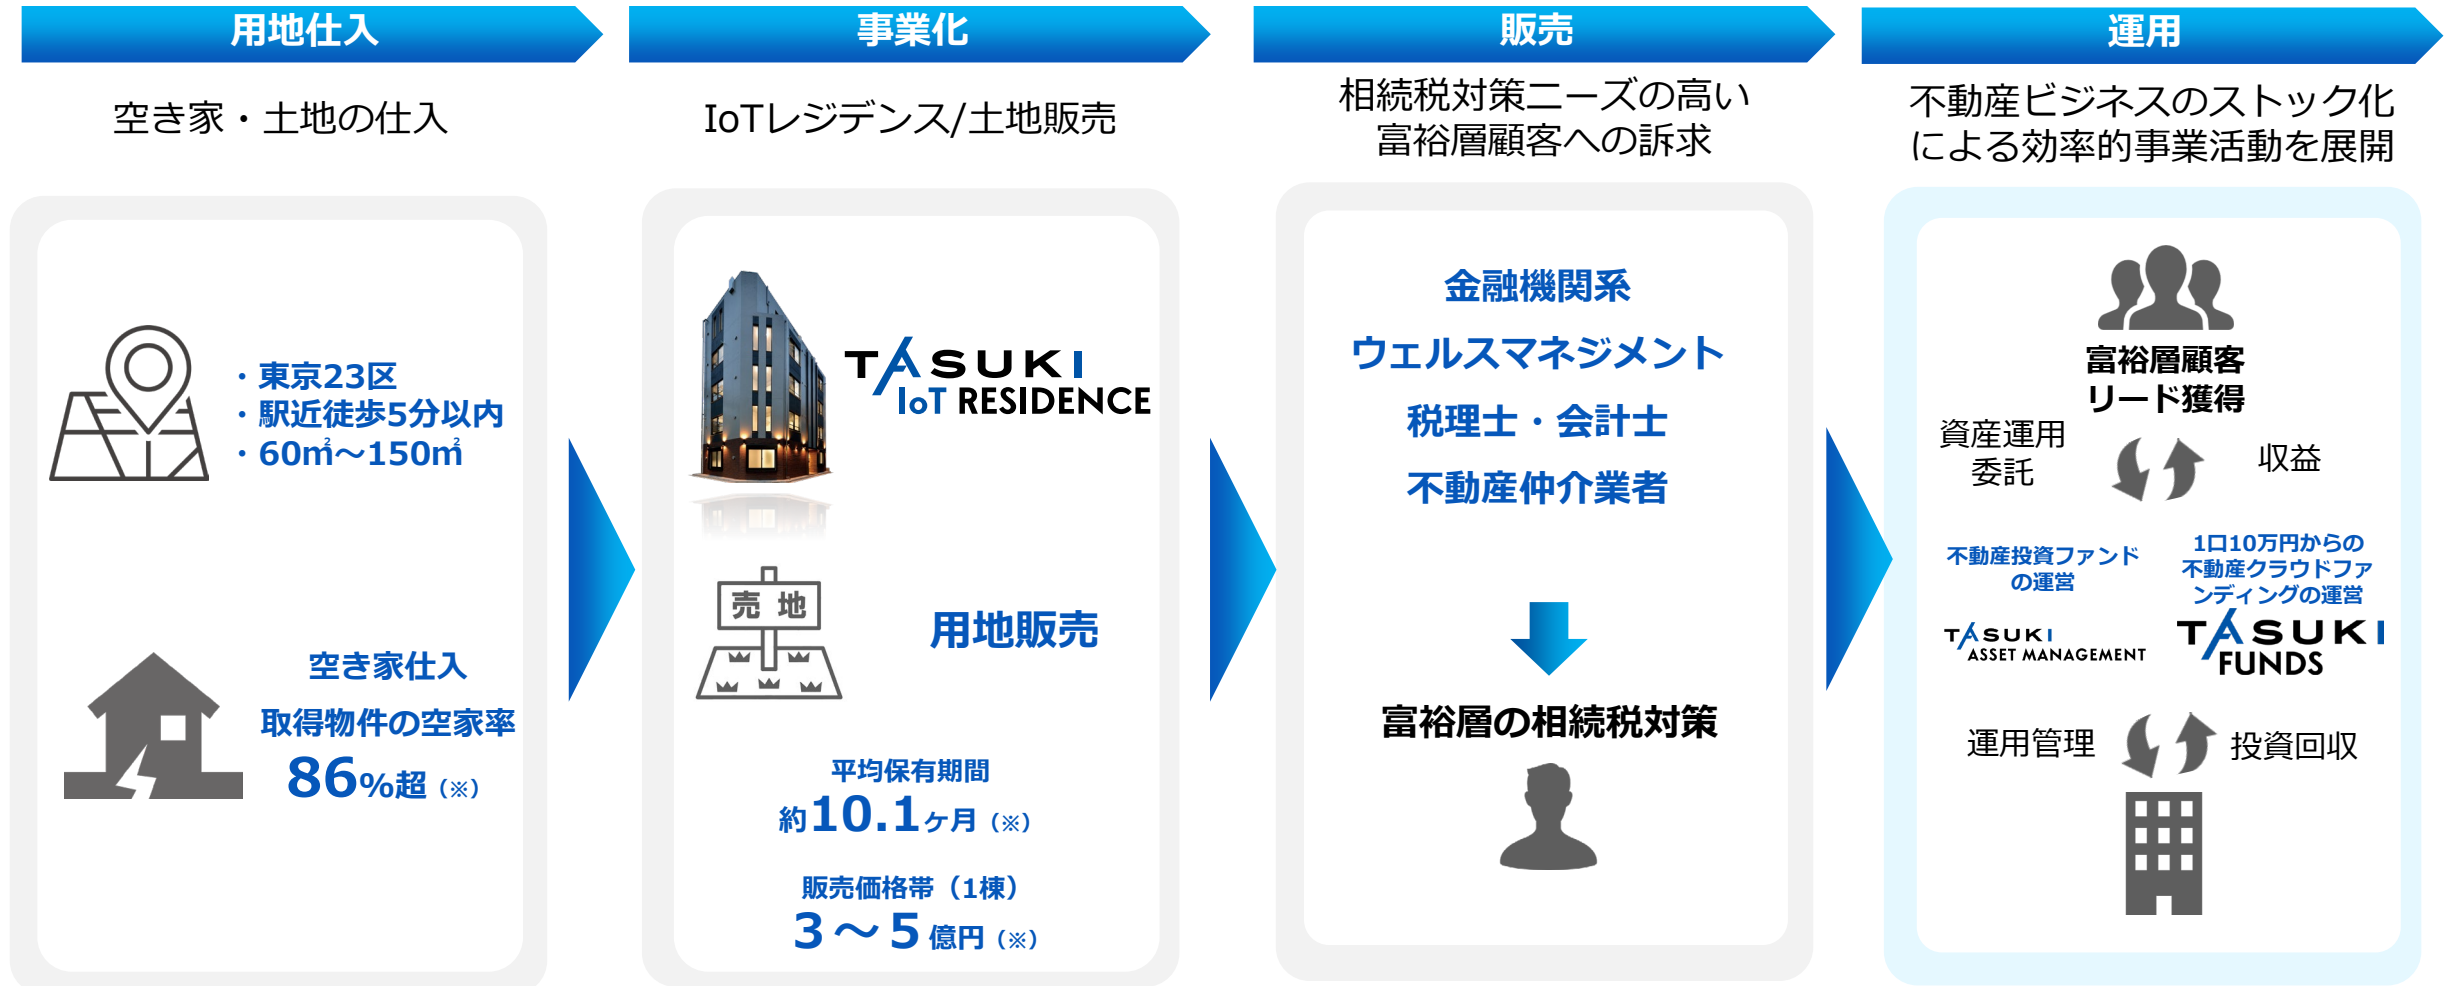 用地仕入
空き家・土地の仕入
・東京23区
・駅近徒歩5分以内
・60㎡～150㎡
空き家仕入
取得物件の空家率
86%超（※）
事業化
IoTレジデンス/土地販売
TASUKI
IoT RESIDENCE
売 地
用地販売
平均保有期間
約10.1ヶ月（※）
販売価格帯（1棟）
3～5億円（※）
販売
相続税対策ニーズの高い
富裕層顧客への訴求
金融機関系
ウェルスマネジメント
税理士・会計士
不動産仲介業者
富裕層の相続税対策
運用
不動産ビジネスのストック化
による効率的事業活動を展開
富裕層顧客
リード獲得
資産運用
委託
収益
不動産投資ファンド
の運営
TASUKI
ASSET MANAGEMENT
1口10万円からの
不動産クラウドファ
ンディングの運営
TASUKI
FUNDS
運用管理
投資回収